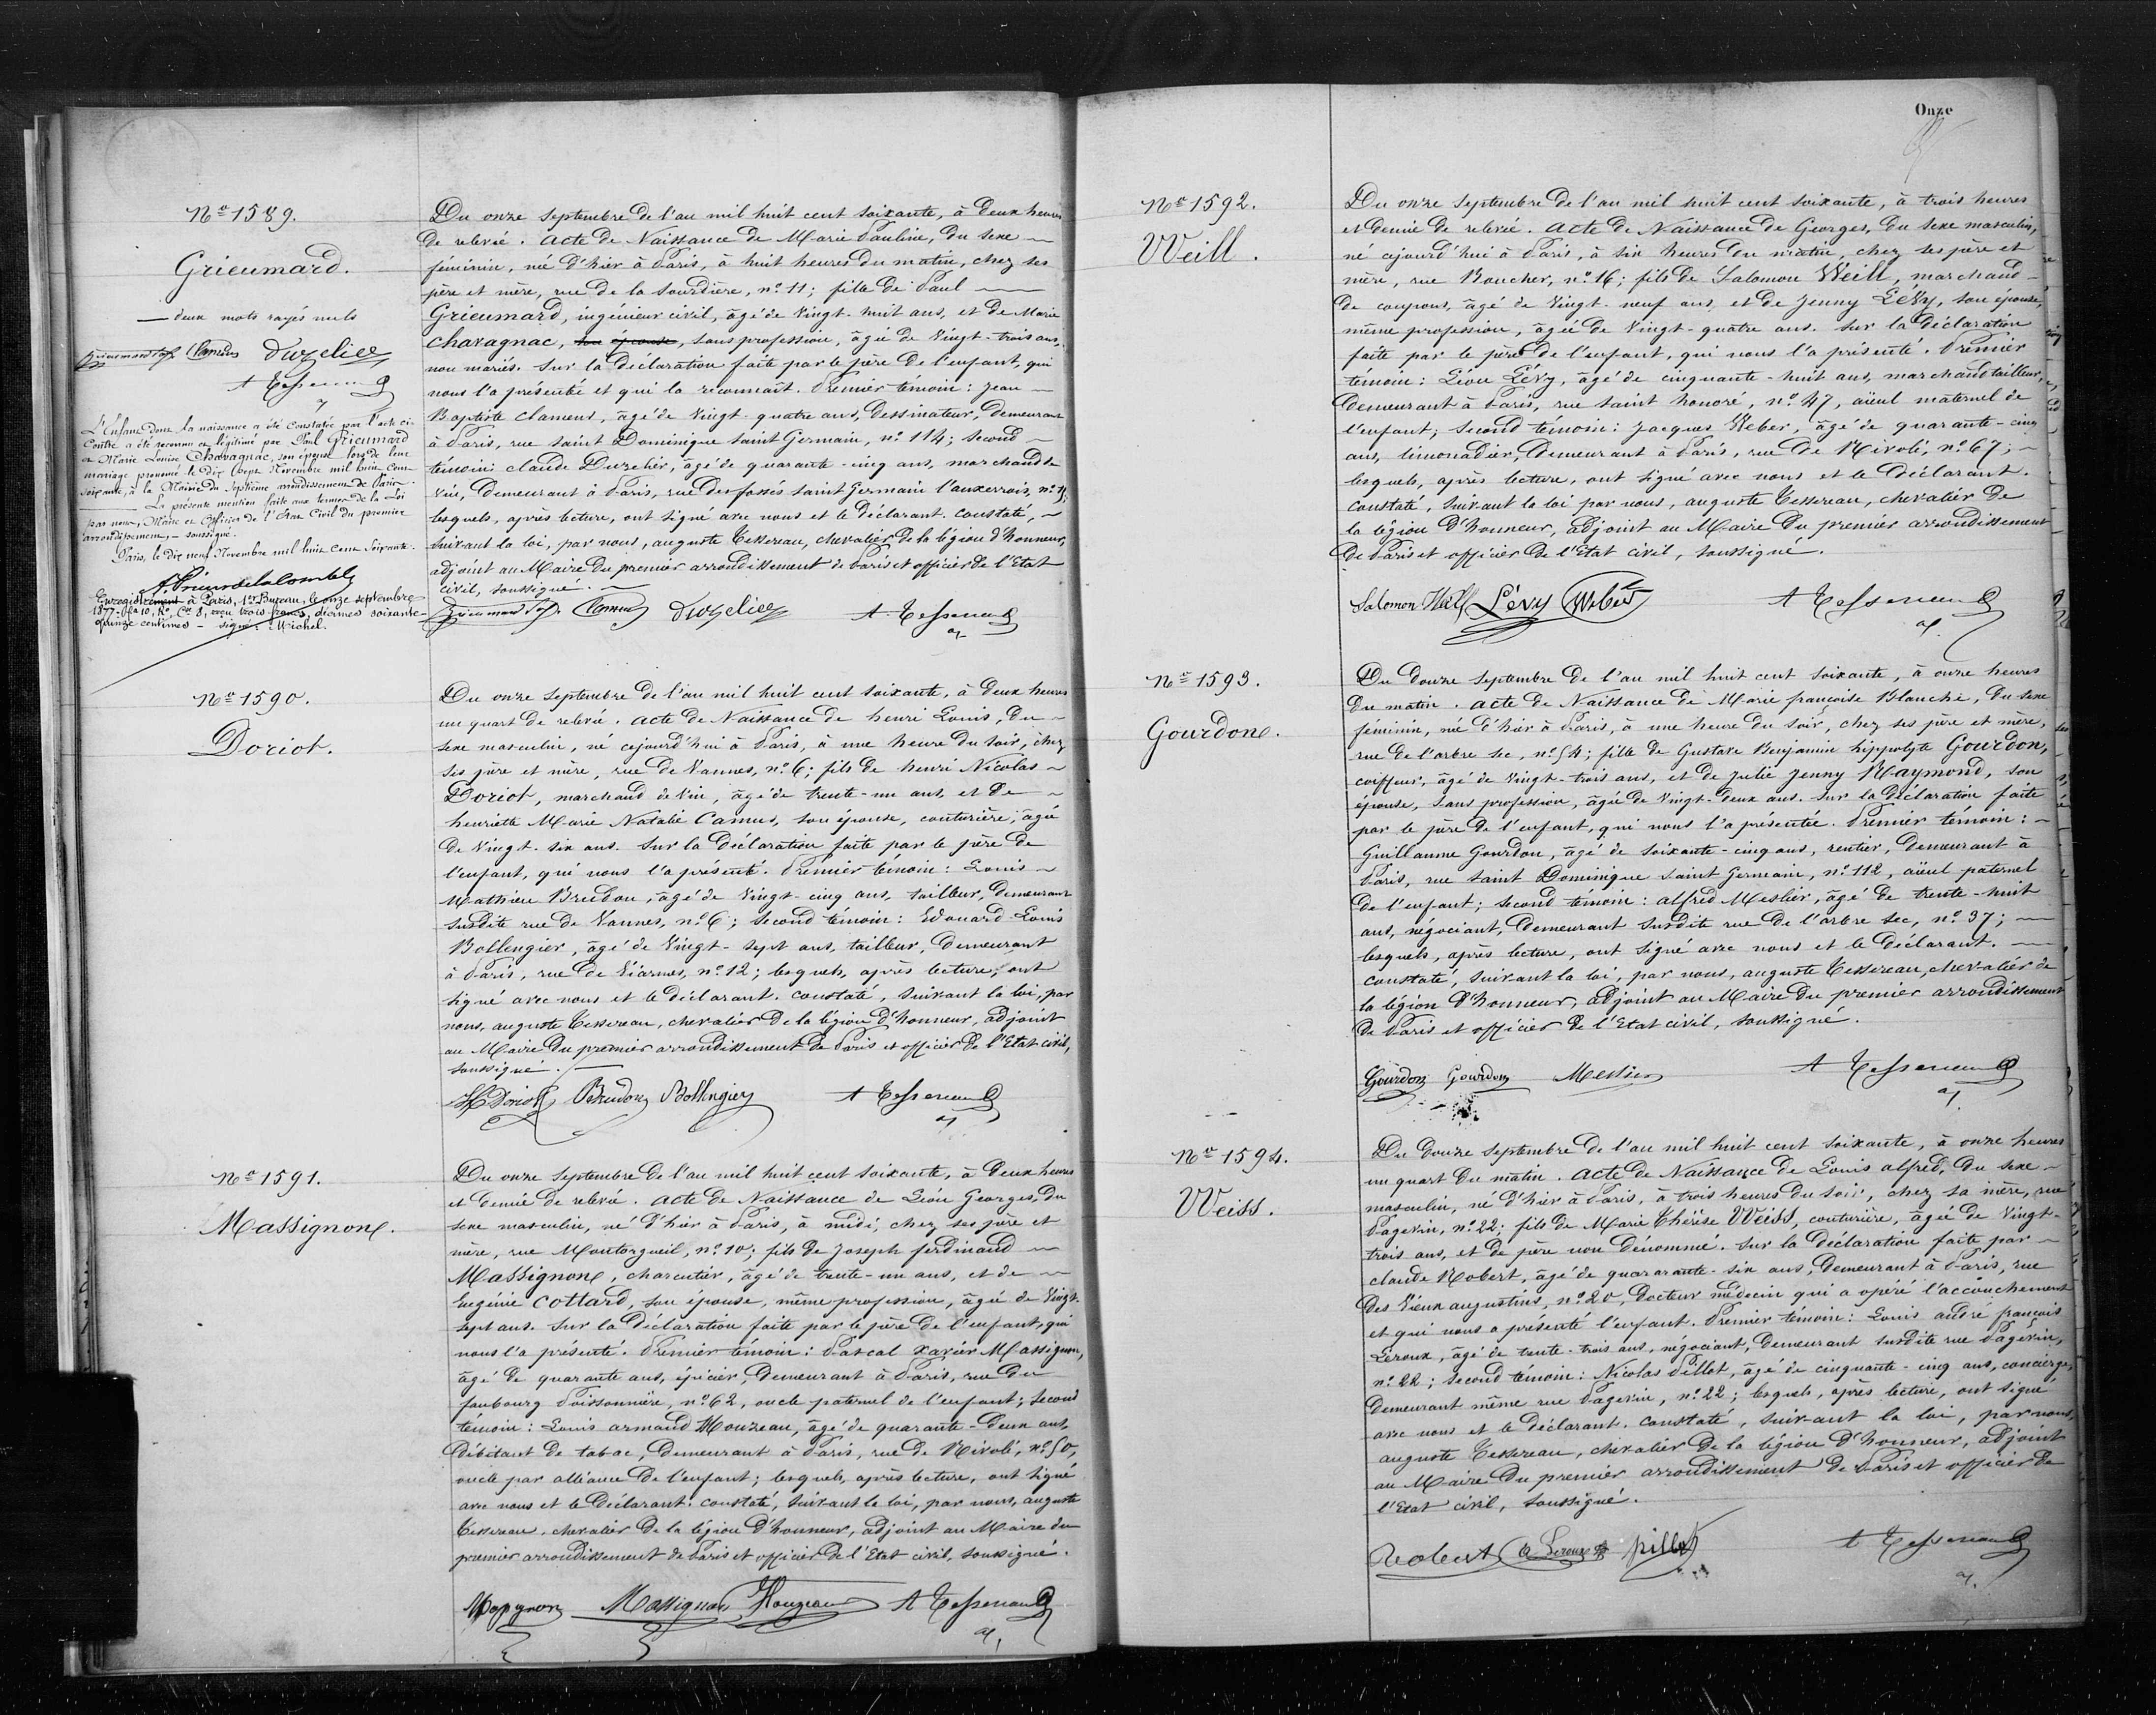 Nº 1589.
Grieumard.
— deux mots rayés nuls
Duzelier
A Tessereau
L'Enfant dont la naissance a été constatée par l'acte ci-
Contre a été reconnu et légitimé par Paul Grieumard
et Marie Louise Chavagnac, son épouse lors de leur
mariage prononcé le dix sept Novembre mil huit cent
soixante, à la Mairie du septième arrondissement de Paris.
La présente mention faite aux termes de la Loi
par nous, Maire et Officier de l'Etat Civil du premier
arrondissement, — soussigné.
Paris, le dix neuf Novembre mil huit cent soixante.
Enregistrement à Paris, 1er Bureau, le onze septembre
1877. fº 10, Rº, Cse 8, reçu trois francs, décimes soixante-
quinze centimes — signé : Michel.
Du onze Septembre de l'an mil huit cent soixante, à deux heures
de relevée. acte de Naissance de Marie Pauline, du sexe
féminin, née d'hier à Paris, à huit heures du matin, chez ses
père et mère, rue de la Sourdière, nº 11 ; fille de Paul
Grieumard, ingénieur civil, âgé de Vingt-huit ans, et de Marie
Chavagnac, son épouse, sans profession, âgée de Vingt-trois ans,
non mariés. Sur la déclaration faite par le père de l'enfant, qui
nous l'a présenté et qui la reconnaît. Premier témoin : Jean
Baptiste Clamens, âgé de Vingt-quatre ans, Dessinateur, demeurant
à Paris, rue Saint Dominique Saint Germain, nº 114 ; second
témoin : Claude Duzelier, âgé de quarante-cinq ans, marchand de
vin, demeurant à Paris, rue des fossés Saint Germain l'auxerrois, nº
lesquels, après lecture, ont signé avec nous et le déclarant. Constaté,
suivant la loi, par nous, auguste Tessereau, chevalier de la légion d'honneur,
adjoint au Maire du premier arrondissement de Paris et officier de l'Etat
civil, soussigné.
Clamens Duzelier A Tessereau
Nº 1590.
Doriot.
Du onze Septembre de l'an mil huit cent soixante, à deux heures
un quart de relevée. acte de Naissance de henri Louis, du
sexe masculin, né cejourd'hui à Paris, à une heure du soir, chez
ses père et mère, rue de Vannes, nº 6 ; fils de henri Nicolas
Doriot, marchand de vin, âgé de trente-un ans, et de
henriette Marie Natalie Camus, son épouse, couturière, âgée
de Vingt-six ans. Sur la déclaration faite par le père de
l'enfant, qui nous l'a présenté. Premier témoin : Louis
Mathieu Bredon, âgé de Vingt-cinq ans, tailleur, demeurant
susdite rue de Vannes, nº 6 ; Second témoin : Edouard Louis
Bollengier, âgé de Vingt-sept ans, tailleur, demeurant
à Paris, rue de Viarmes, nº 12 ; lesquels, après lecture, ont
signé avec nous et le déclarant. constaté, suivant la loi, par
nous, auguste Tessereau, chevalier de la légion d'honneur, adjoint
au Maire du premier arrondissement de Paris et officier de l'Etat civil,
soussigné.
H Doriot Bredon Bollengier A Tessereau
Nº 1591.
Massignon.
Du onze Septembre de l'an mil huit cent soixante, à deux heures
et demie de relevée. acte de Naissance de Léon Georges, du
sexe masculin, né d'hier à Paris, à midi, chez ses père et
mère, rue Montorgueil, nº 10 ; fils de Joseph ferdinand
Massignon, charcutier, âgé de trente-un ans, et de
Eugénie Cottard, son épouse, même profession, âgée de Vingt-
sept ans. Sur la déclaration faite par le père de l'enfant, qui
nous l'a présenté. Premier témoin : Pascal Xavier Massignon,
âgé de quarante ans, épicier, demeurant à Paris, rue du
faubourg Poissonnière, nº 62, oncle paternel de l'enfant ; Second
témoin : Louis armand Houzeau, âgé de quarante-deux ans,
débitant de tabac, demeurant à Paris, rue de Rivoli, nº 50,
oncle par alliance de l'enfant ; lesquels, après lecture, ont signé
avec nous et le déclarant. constaté, suivant la loi, par nous, auguste
Tessereau, chevalier de la légion d'honneur, adjoint au Maire du
premier arrondissement de Paris et officier de l'Etat civil, soussigné.
Massignon Massignon Houzeau A Tessereau
Onze
Nº 1592.
Weill.
Du onze Septembre de l'an mil huit cent soixante, à trois heures
et demie de relevée. acte de Naissance de Georges, du sexe masculin,
né cejourd'hui à Paris, à six heures du matin, chez ses père et
mère, rue Boucher, nº 16 ; fils de Salomon Weill, marchand
de coupons, âgé de Vingt-neuf ans, et de Jenny Lévy, son épouse,
même profession, âgée de Vingt-quatre ans. Sur la déclaration
faite par le père de l'enfant, qui nous l'a présenté. Premier
témoin : Léon Lévy, âgé de cinquante-huit ans, marchand tailleur,
demeurant à Paris, rue saint honoré, nº 47, aïeul maternel de
l'enfant ; Second témoin : Jacques Weber, âgé de quarante-cinq
ans, limonadier, demeurant à Paris, rue de Rivoli, nº 67 ;
lesquels, après lecture, ont signé avec nous et le déclarant.
constaté, suivant la loi par nous, auguste Tessereau, chevalier de
la légion d'honneur, adjoint au Maire du premier arrondissement
de Paris et officier de l'Etat civil, soussigné.
Salomon Weill Lévy Weber A Tessereau
Nº 1593.
Gourdon.
Du douze Septembre de l'an mil huit cent soixante, à onze heures
du matin. acte de Naissance de Marie françoise Blanche, du sexe
féminin, née d'hier à Paris, à une heure du soir, chez ses père et mère,
rue de l'arbre sec, nº 54 ; fille de Gustave Benjamin hippolyte Gourdon,
coiffeur, âgé de Vingt-trois ans, et de Julie Jenny Raymond, son
épouse, sans profession, âgée de Vingt-deux ans. Sur la déclaration faite
par le père de l'enfant, qui nous l'a présentée. Premier témoin :
Guillaume Gourdon, âgé de soixante-cinq ans, rentier, demeurant à
Paris, rue saint Dominique saint Germain, nº 112, aïeul paternel
de l'enfant ; second témoin : alfred Meslier, âgé de trente-huit
ans, négociant, demeurant susdite rue de l'arbre sec, nº 37 ;
lesquels, après lecture, ont signé avec nous et le déclarant.
constaté, suivant la loi, par nous, auguste Tessereau, chevalier de
la légion d'honneur, adjoint au Maire du premier arrondissement
de Paris et officier de l'Etat civil, soussigné.
Gourdon Gourdon Meslier A Tessereau
Nº 1594.
Weiss.
Du douze Septembre de l'an mil huit cent soixante, à onze heures
un quart du matin. acte de Naissance de Louis alfred, du sexe
masculin, né d'hier à Paris, à trois heures du soir, chez sa mère, rue
Pagevin, nº 22 ; fils de Marie Thérèse Weiss, couturière, âgée de Vingt-
trois ans, et de père non dénommé. Sur la déclaration faite par
claude Robert, âgé de quararante-six ans, demeurant à Paris, rue
des Vieux augustins, nº 20, docteur médecin qui a opéré l'accouchement
et qui nous a présenté l'enfant. Premier témoin : Louis andré françois
Leroux, âgé de trente-trois ans, négociant, demeurant susdite rue Pagevin,
nº 22 ; Second témoin : Nicolas Pillot, âgé de cinquante-cinq ans, concierge,
demeurant même rue Pagevin, nº 22 ; lesquels, après lecture, ont signé
avec nous et le déclarant. constaté, suivant la loi, par nous,
auguste Tessereau, chevalier de la légion d'honneur, adjoint
au Maire du premier arrondissement de Paris et officier de
l'Etat civil, soussigné.
Robert Leroux Pillot A Tessereau